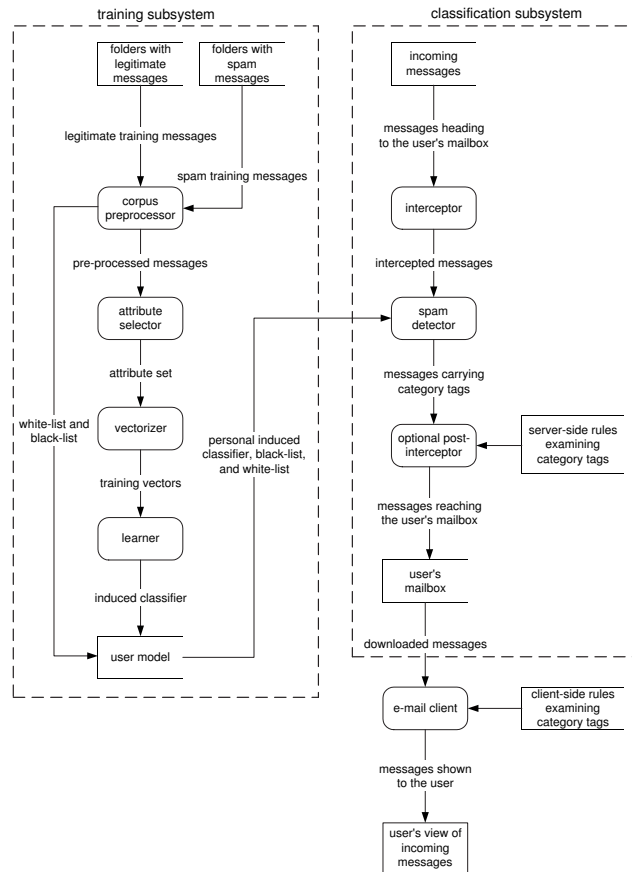 training subsystem
classification subsystem
folders with
legitimate
messages
folders with
spam
messages
legitimate training messages
spam training messages
corpus
preprocessor
pre-processed messages
attribute
selector
attribute set
white-list and
black-list
vectorizer
personal induced
classifier, black-list,
and white-list
training vectors
learner
induced classifier
user model
incoming
messages
messages heading
to the user's mailbox
interceptor
intercepted messages
spam
detector
messages carrying
category tags
optional post-
interceptor
server-side rules
examining
category tags
messages reaching
the user's mailbox
user's
mailbox
downloaded messages
e-mail client
client-side rules
examining
category tags
messages shown
to the user
user's view of
incoming
messages